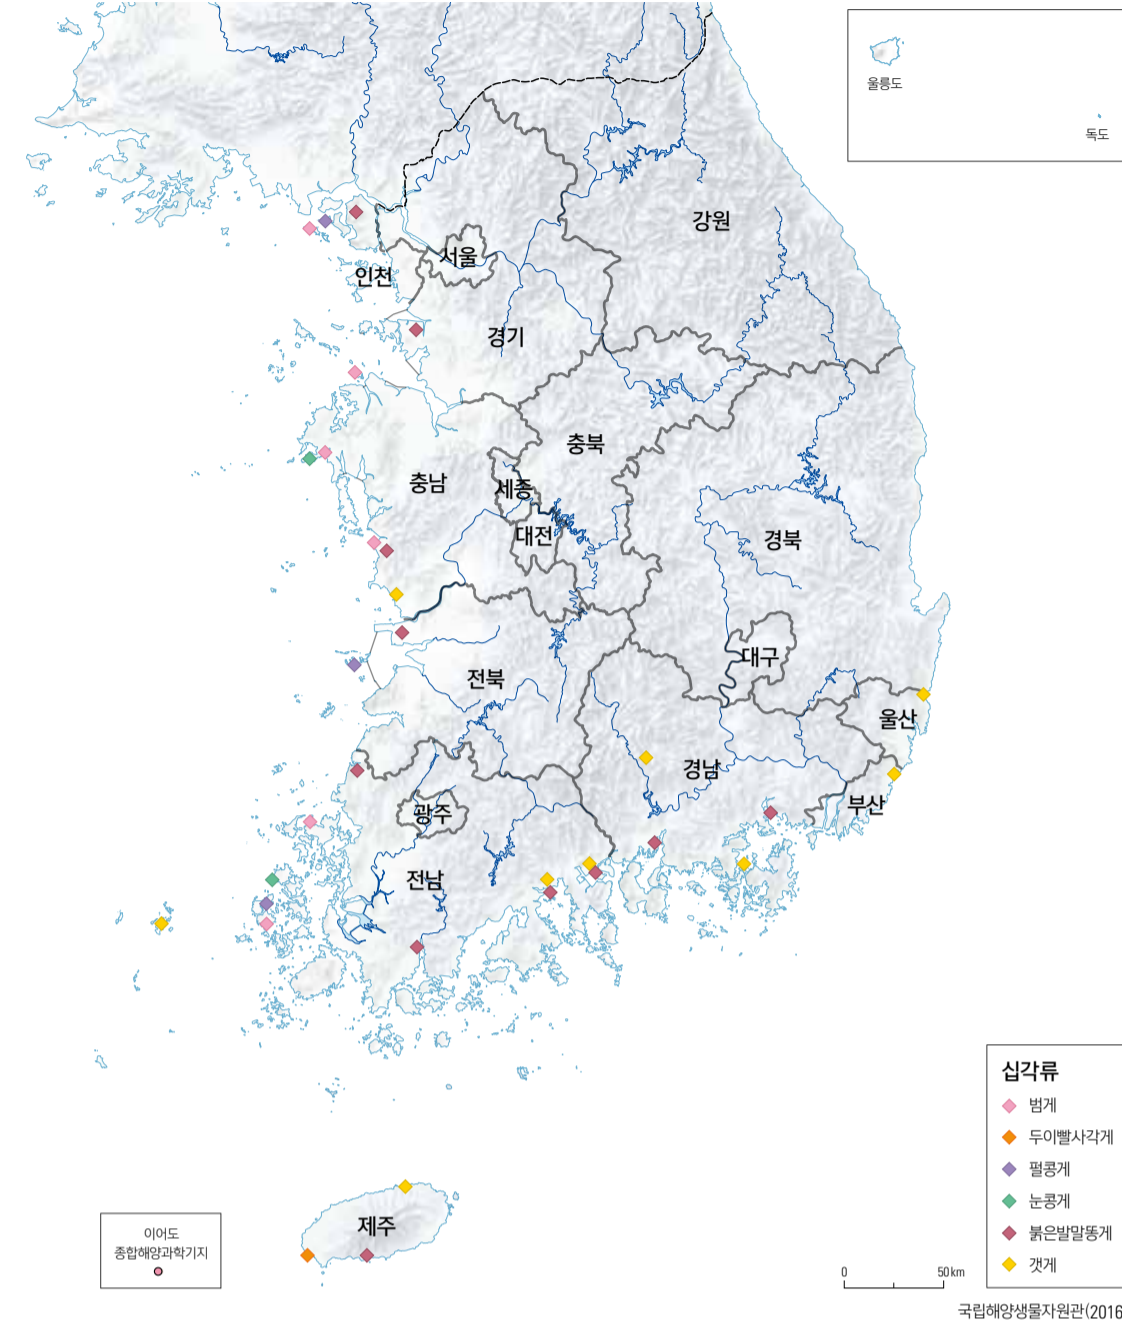 울릉도
독도
강원
서울
인천
경기
충북
충남
세종
대전
경북
대구
전북
울산
경남
부산
광주
전남
제주
이어도
종합해양과학기지
십각류
범게
두이빨사각게
펄콩게
눈콩게
붉은발말똥게
갯게
0 50km
국립해양생물자원관(2016